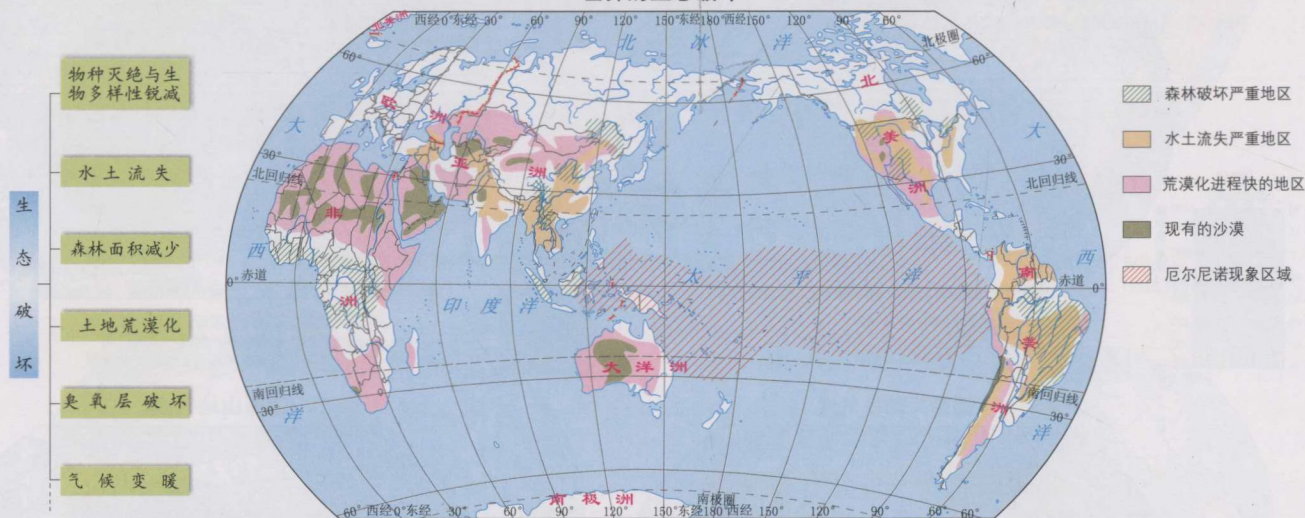 生态破坏
物种灭绝与生
物多样性锐减
水土流失
森林面积减少
土地荒漠化
臭氧层破坏
气候变暖
西经0°东经 30° 60° 90° 120° 150° 东经180°西经 150° 120° 90° 60°
北冰洋
北极圈
60°
60°
欧洲
亚洲
非洲
北美洲
南美洲
大洋洲
南极洲
大西洋
大西洋
太平洋
印度洋
30°
30°
北回归线
北回归线
0°
赤道
赤道
0°
南回归线
南回归线
30°
30°
南极圈
60° 西经0°东经 30° 60° 90° 120° 150°东经180°西经 150° 120° 90° 60° 60°
森林破坏严重地区
水土流失严重地区
荒漠化进程快的地区
现有的沙漠
厄尔尼诺现象区域